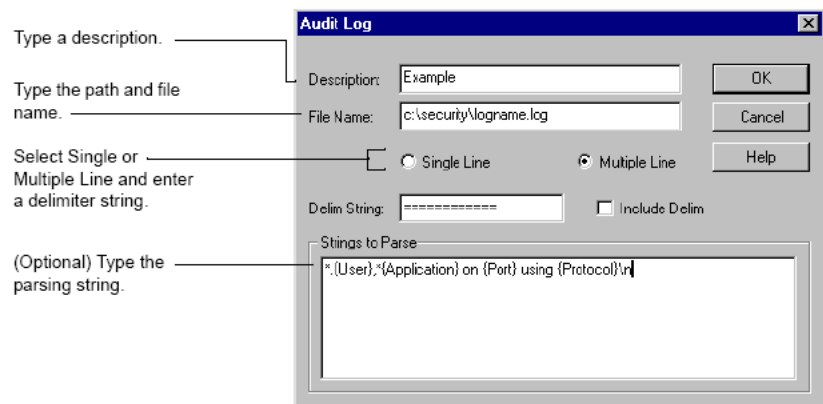 Audit Log
Type a description.
Description:
Example
OK
Type the path and file
name.
File Name:
c:\security\logname.log
Cancel
Select Single or
Multiple Line and enter
a delimiter string.
Single Line
Multiple Line
Help
Delim String:
============
Include Delim
Strings to Parse
(Optional) Type the
parsing string.
*.{User},*{Application} on {Port} using {Protocol}\n